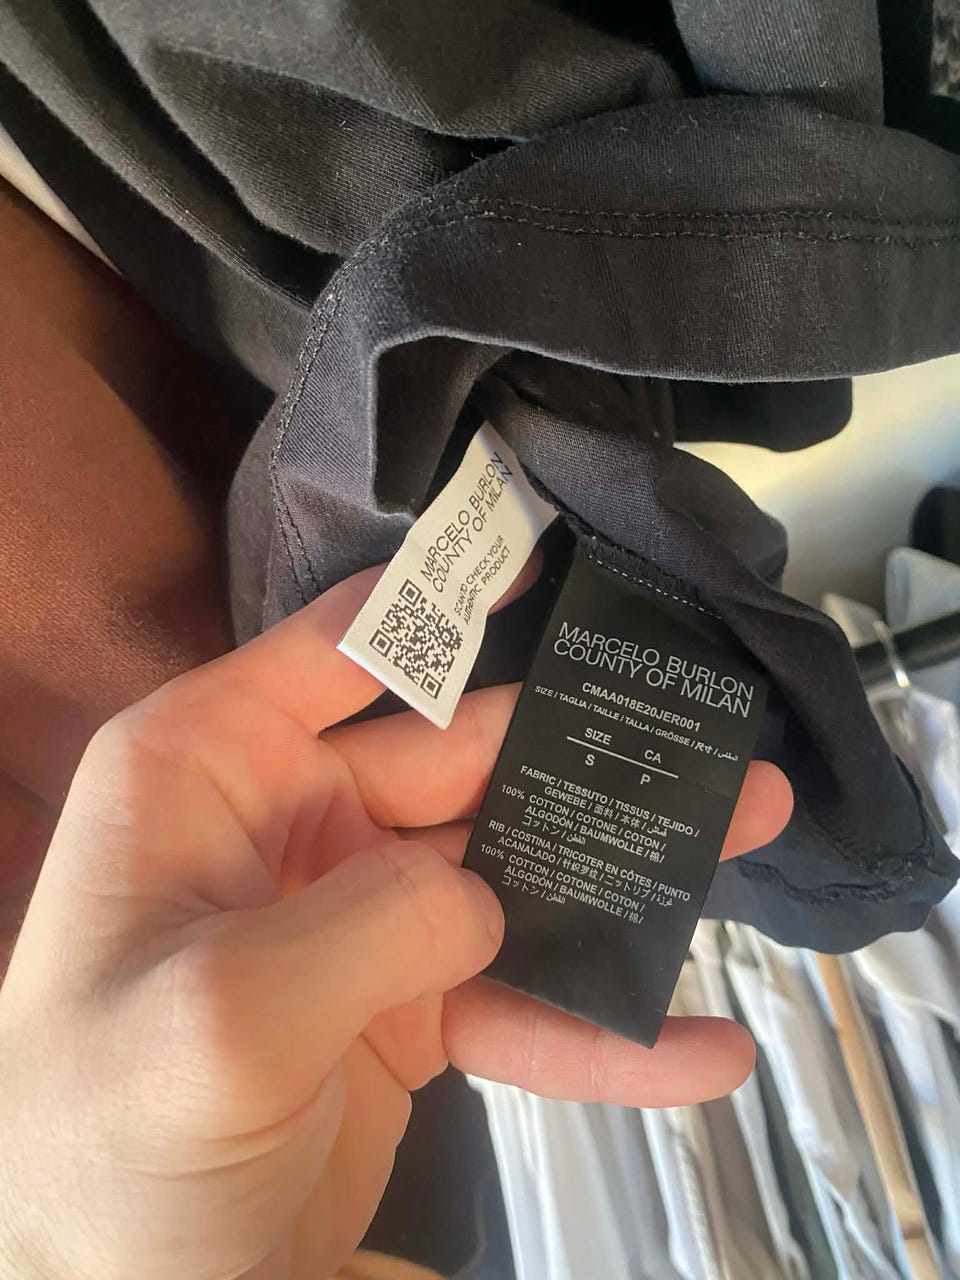 MARCELO BURLON
COUNTY OF MILAN
SCAN TO CHECK YOUR
AUTHENTIC PRODUCT
MARCELO BURLON
COUNTY OF MILAN
CMAA018E20JER001
SIZE / TAGLIA / TAILLE / TALLA / GRÖSSE / 尺寸 / المقاس
SIZE CA
S P
FABRIC / TESSUTO / TISSUS / TEJIDO /
GEWEBE / 面料 / 本体 / قميص
100% COTTON / COTONE / COTON /
ALGODÓN / BAUMWOLLE / 棉/
コットン / القطن/
RIB / COSTINA / TRICOTER EN CÔTES / PUNTO
ACANALADO / 针织罗纹 / ニットリブ /
100% COTTON / COTONE / COTON /
ALGODÓN / BAUMWOLLE / 棉/
コットン / القطن/